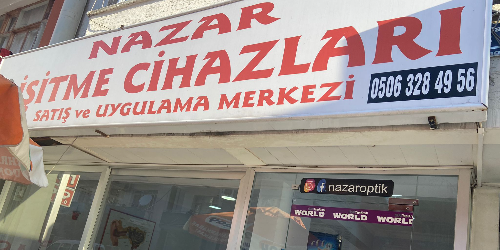 NAZAR
İŞİTME CİHAZLARI
SATIŞ ve UYGULAMA MERKEZİ
0506 328 49 56
nazaroptik
WORLD WORLD WORLD